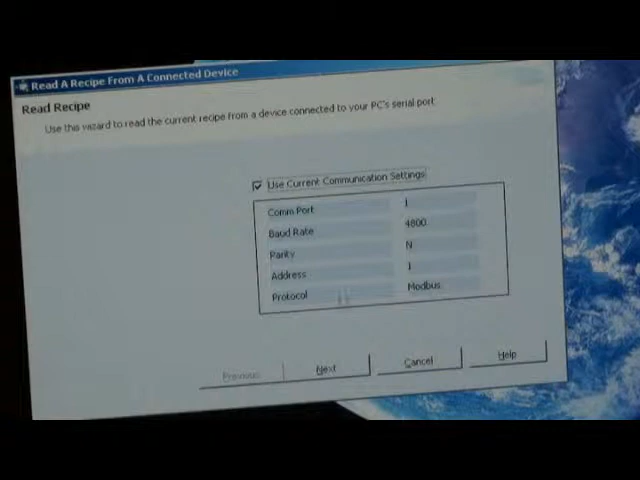 Read A Recipe From A Connected Device
Read Recipe
Use this wizard to read the current recipe from a device connected to your PC's serial port
Use Current Communication Settings
Comm Port 1
Baud Rate 4800
Parity N
Address 1
Protocol Modbus
Previous Next Cancel Help